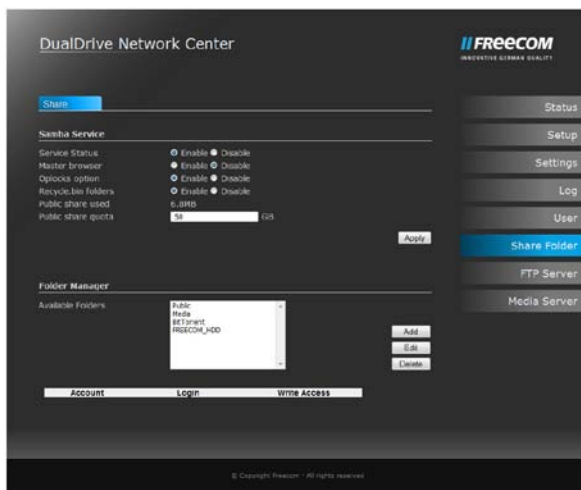 DualDrive Network Center
FREECOM
INNOVATIVE GERMAN QUALITY
Share
Samba Service
Service Status Enable Disable
Master browser Enable Disable
Oplocks option Enable Disable
Recycle.bin folders Enable Disable
Public share used 6.8MB
Public share quota 50 GB
Apply
Folder Manager
Available Folders
Public
Media
BitTorrent
FREECOM_HDD
Add
Edit
Delete
Account Login Write Access
Status
Setup
Settings
Log
User
Share Folder
FTP Server
Media Server
© Copyright Freecom - All rights reserved